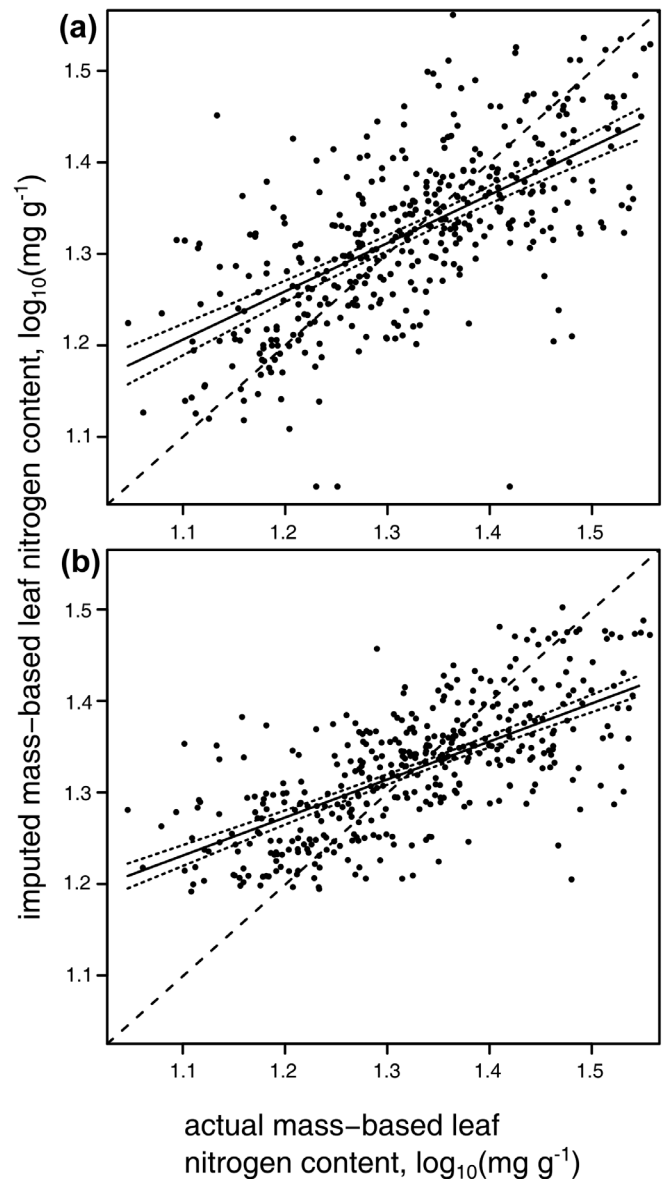 (a)
1.5
1.4
1.3
1.2
1.1
1.1 1.2 1.3 1.4 1.5
(b)
1.5
1.4
1.3
1.2
1.1
1.1 1.2 1.3 1.4 1.5
imputed mass−based leaf nitrogen content, log₁₀(mg g⁻¹)
actual mass−based leaf
nitrogen content, log₁₀(mg g⁻¹)